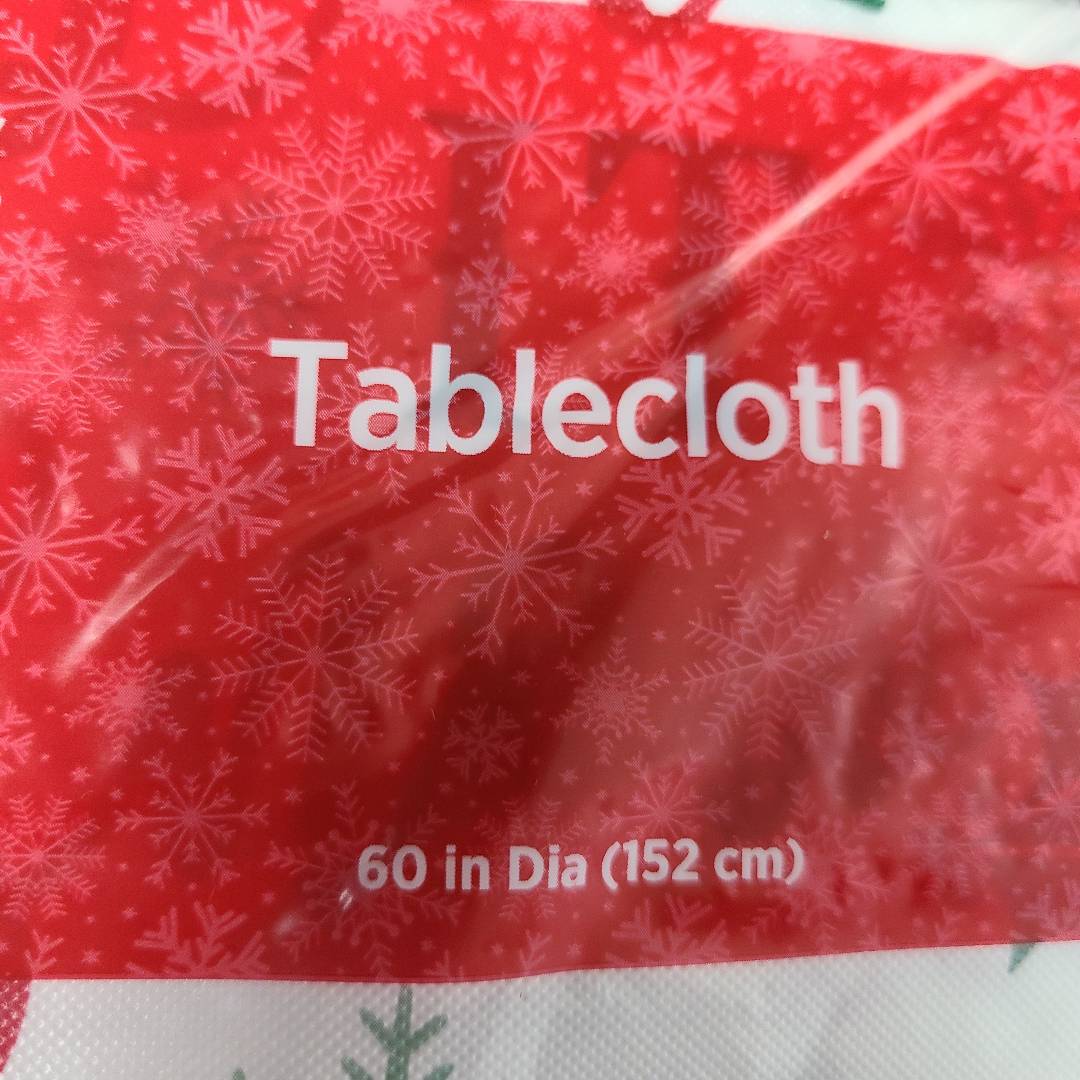 Tablecloth
60 in Dia (152 cm)